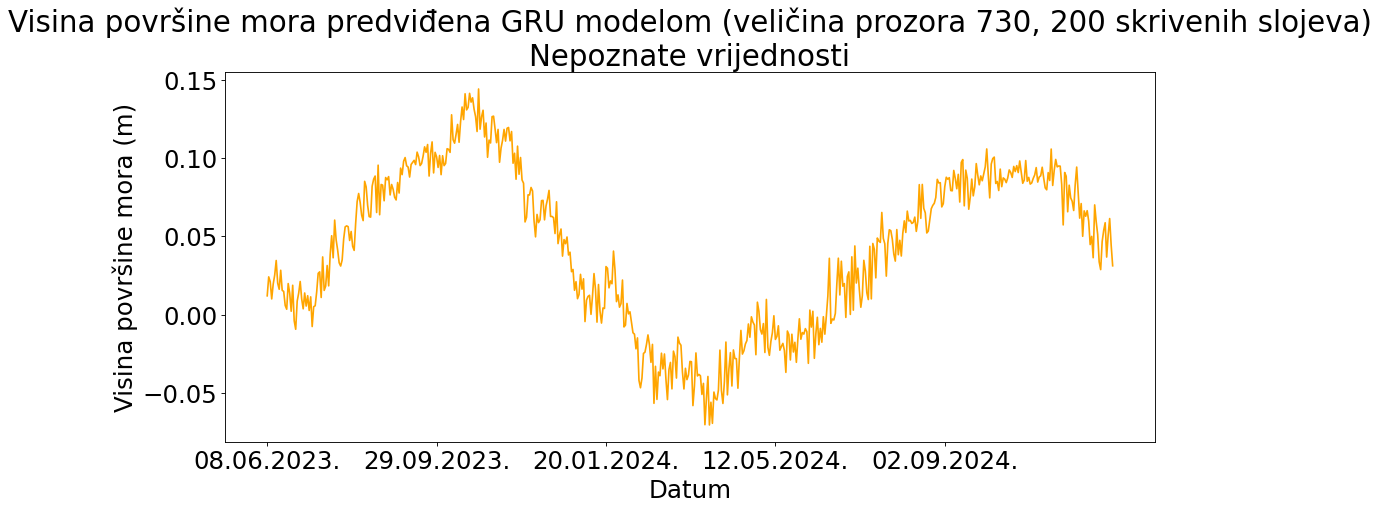 Visina površine mora predviđena GRU modelom (veličina prozora 730, 200 skrivenih slojeva)
Nepoznate vrijednosti
Visina površine mora (m)
0.15
0.10
0.05
0.00
−0.05
08.06.2023. 29.09.2023. 20.01.2024. 12.05.2024. 02.09.2024.
Datum